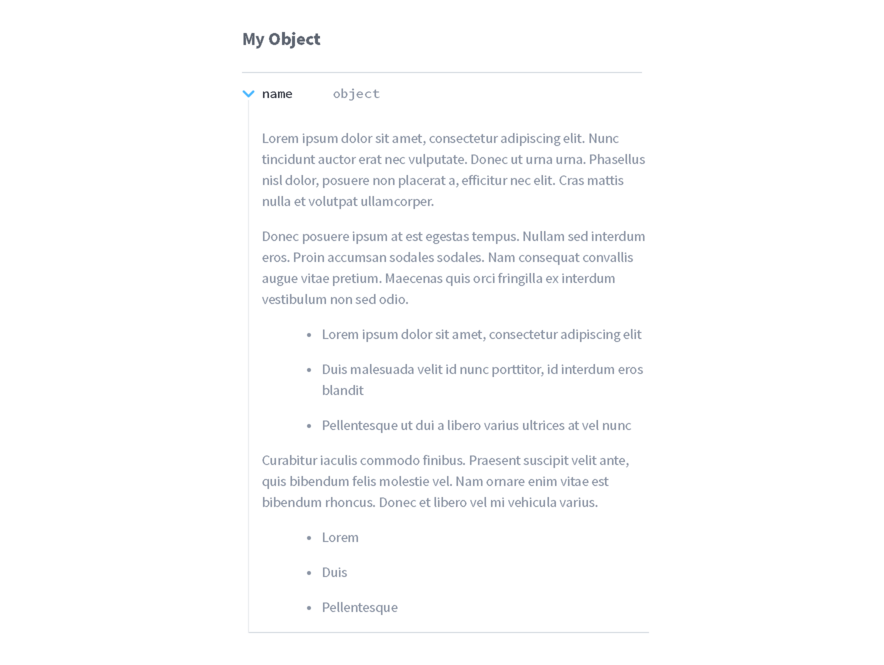 My Object
name object
Lorem ipsum dolor sit amet, consectetur adipiscing elit. Nunc
tincidunt auctor erat nec vulputate. Donec ut urna urna. Phasellus
nisl dolor, posuere non placerat a, efficitur nec elit. Cras mattis
nulla et volutpat ullamcorper.
Donec posuere ipsum at est egestas tempus. Nullam sed interdum
eros. Proin accumsan sodales sodales. Nam consequat convallis
augue vitae pretium. Maecenas quis orci fringilla ex interdum
vestibulum non sed odio.
• Lorem ipsum dolor sit amet, consectetur adipiscing elit
• Duis malesuada velit id nunc porttitor, id interdum eros
blandit
• Pellentesque ut dui a libero varius ultrices at vel nunc
Curabitur iaculis commodo finibus. Praesent suscipit velit ante,
quis bibendum felis molestie vel. Nam ornare enim vitae est
bibendum rhoncus. Donec et libero vel mi vehicula varius.
• Lorem
• Duis
• Pellentesque